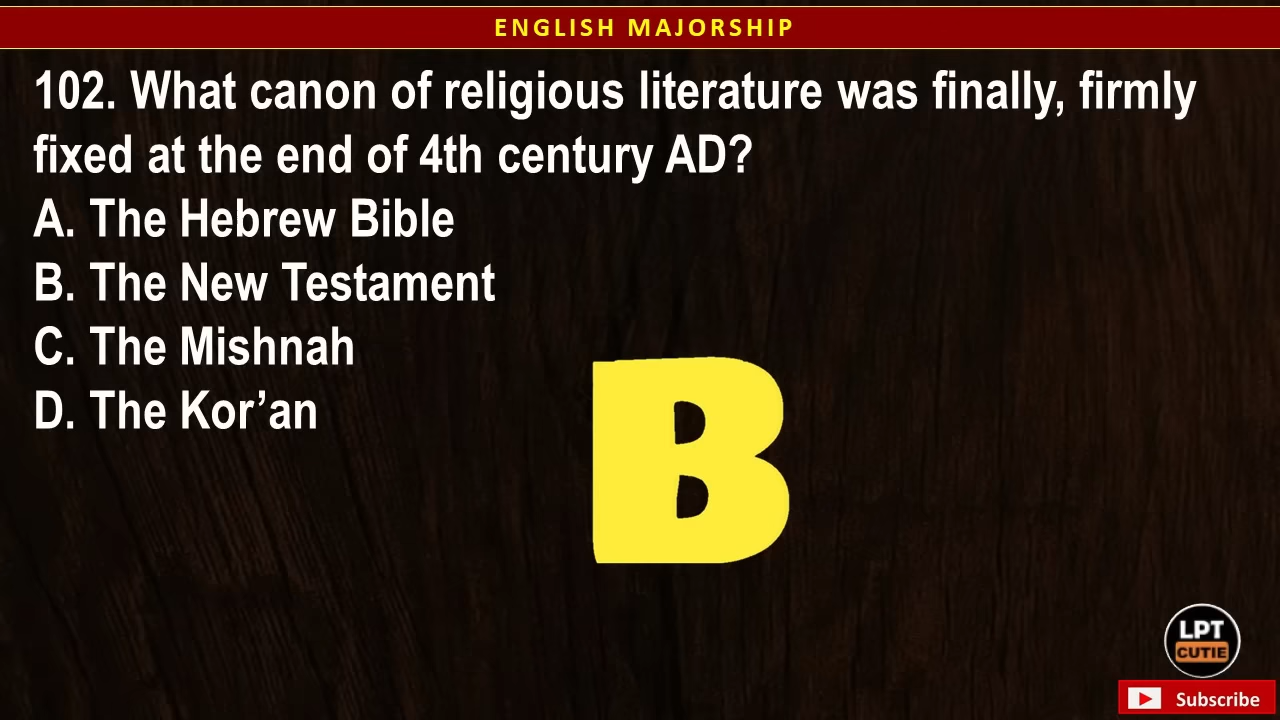 ENGLISH MAJORSHIP
102. What canon of religious literature was finally, firmly
fixed at the end of 4th century AD?
A. The Hebrew Bible
B. The New Testament
C. The Mishnah
D. The Kor’an
B
LPT
CUTIE
Subscribe